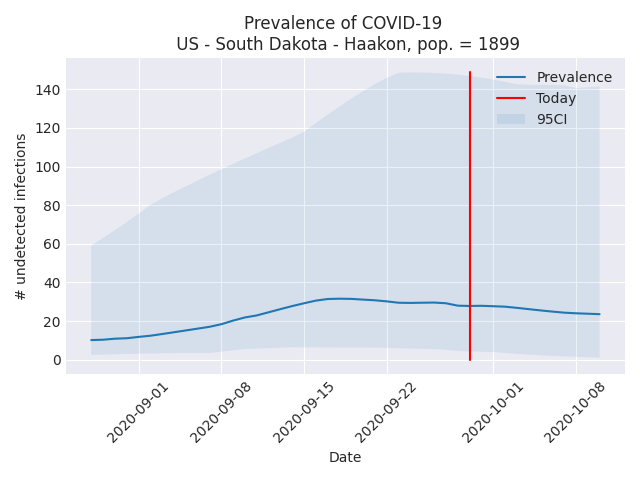 Prevalence of COVID-19
US - South Dakota - Haakon, pop. = 1899
# undetected infections
140
120
100
80
60
40
20
0
Prevalence
Today
95CI
2020-09-01
2020-09-08
2020-09-15
2020-09-22
2020-10-01
2020-10-08
Date